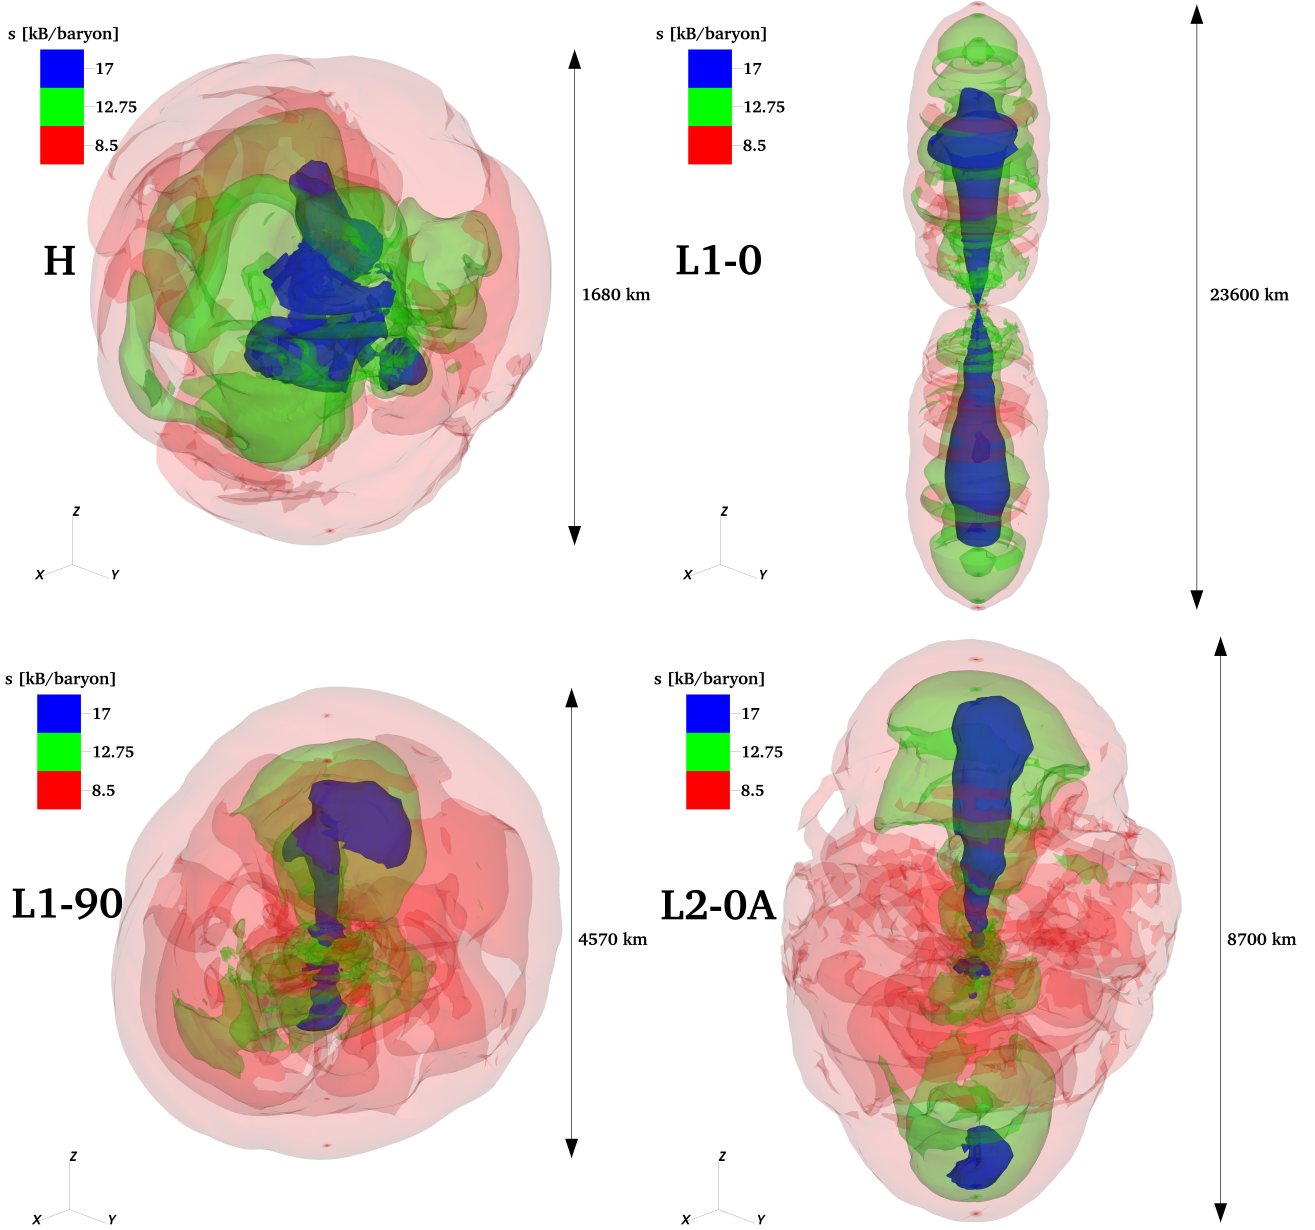 s [kB/baryon]
17
12.75
8.5
H
1680 km
Z
X
Y
s [kB/baryon]
17
12.75
8.5
L1-0
23600 km
Z
X
Y
s [kB/baryon]
17
12.75
8.5
L1-90
4570 km
Z
X
Y
s [kB/baryon]
17
12.75
8.5
L2-0A
8700 km
Z
X
Y